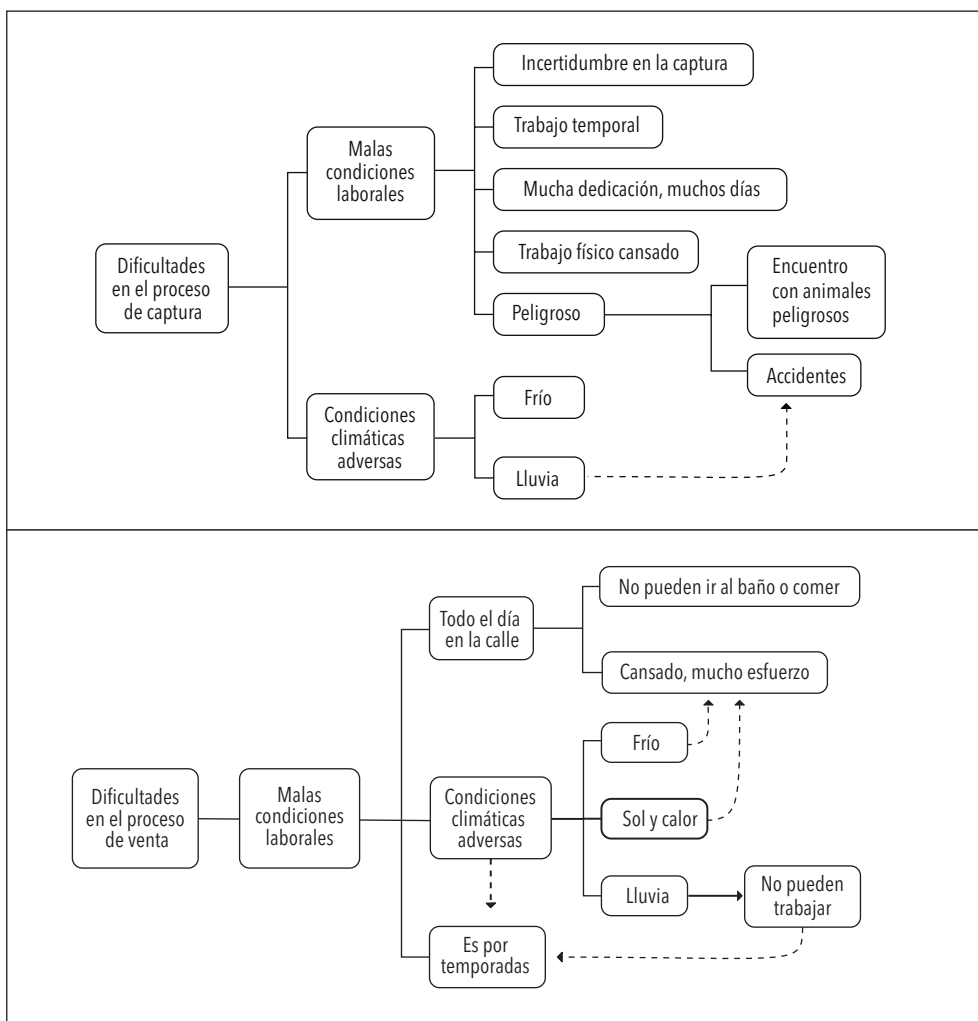 Incertidumbre en la captura
Trabajo temporal
Malas
condiciones
laborales
Mucha dedicación, muchos días
Trabajo físico cansado
Dificultades
en el proceso
de captura
Encuentro
con animales
peligrosos
Peligroso
Accidentes
Frío
Condiciones
climáticas
adversas
Lluvia
No pueden ir al baño o comer
Todo el día
en la calle
Cansado, mucho esfuerzo
Frío
Dificultades
en el proceso
de venta
Malas
condiciones
laborales
Condiciones
climáticas
adversas
Sol y calor
Lluvia
No pueden
trabajar
Es por
temporadas